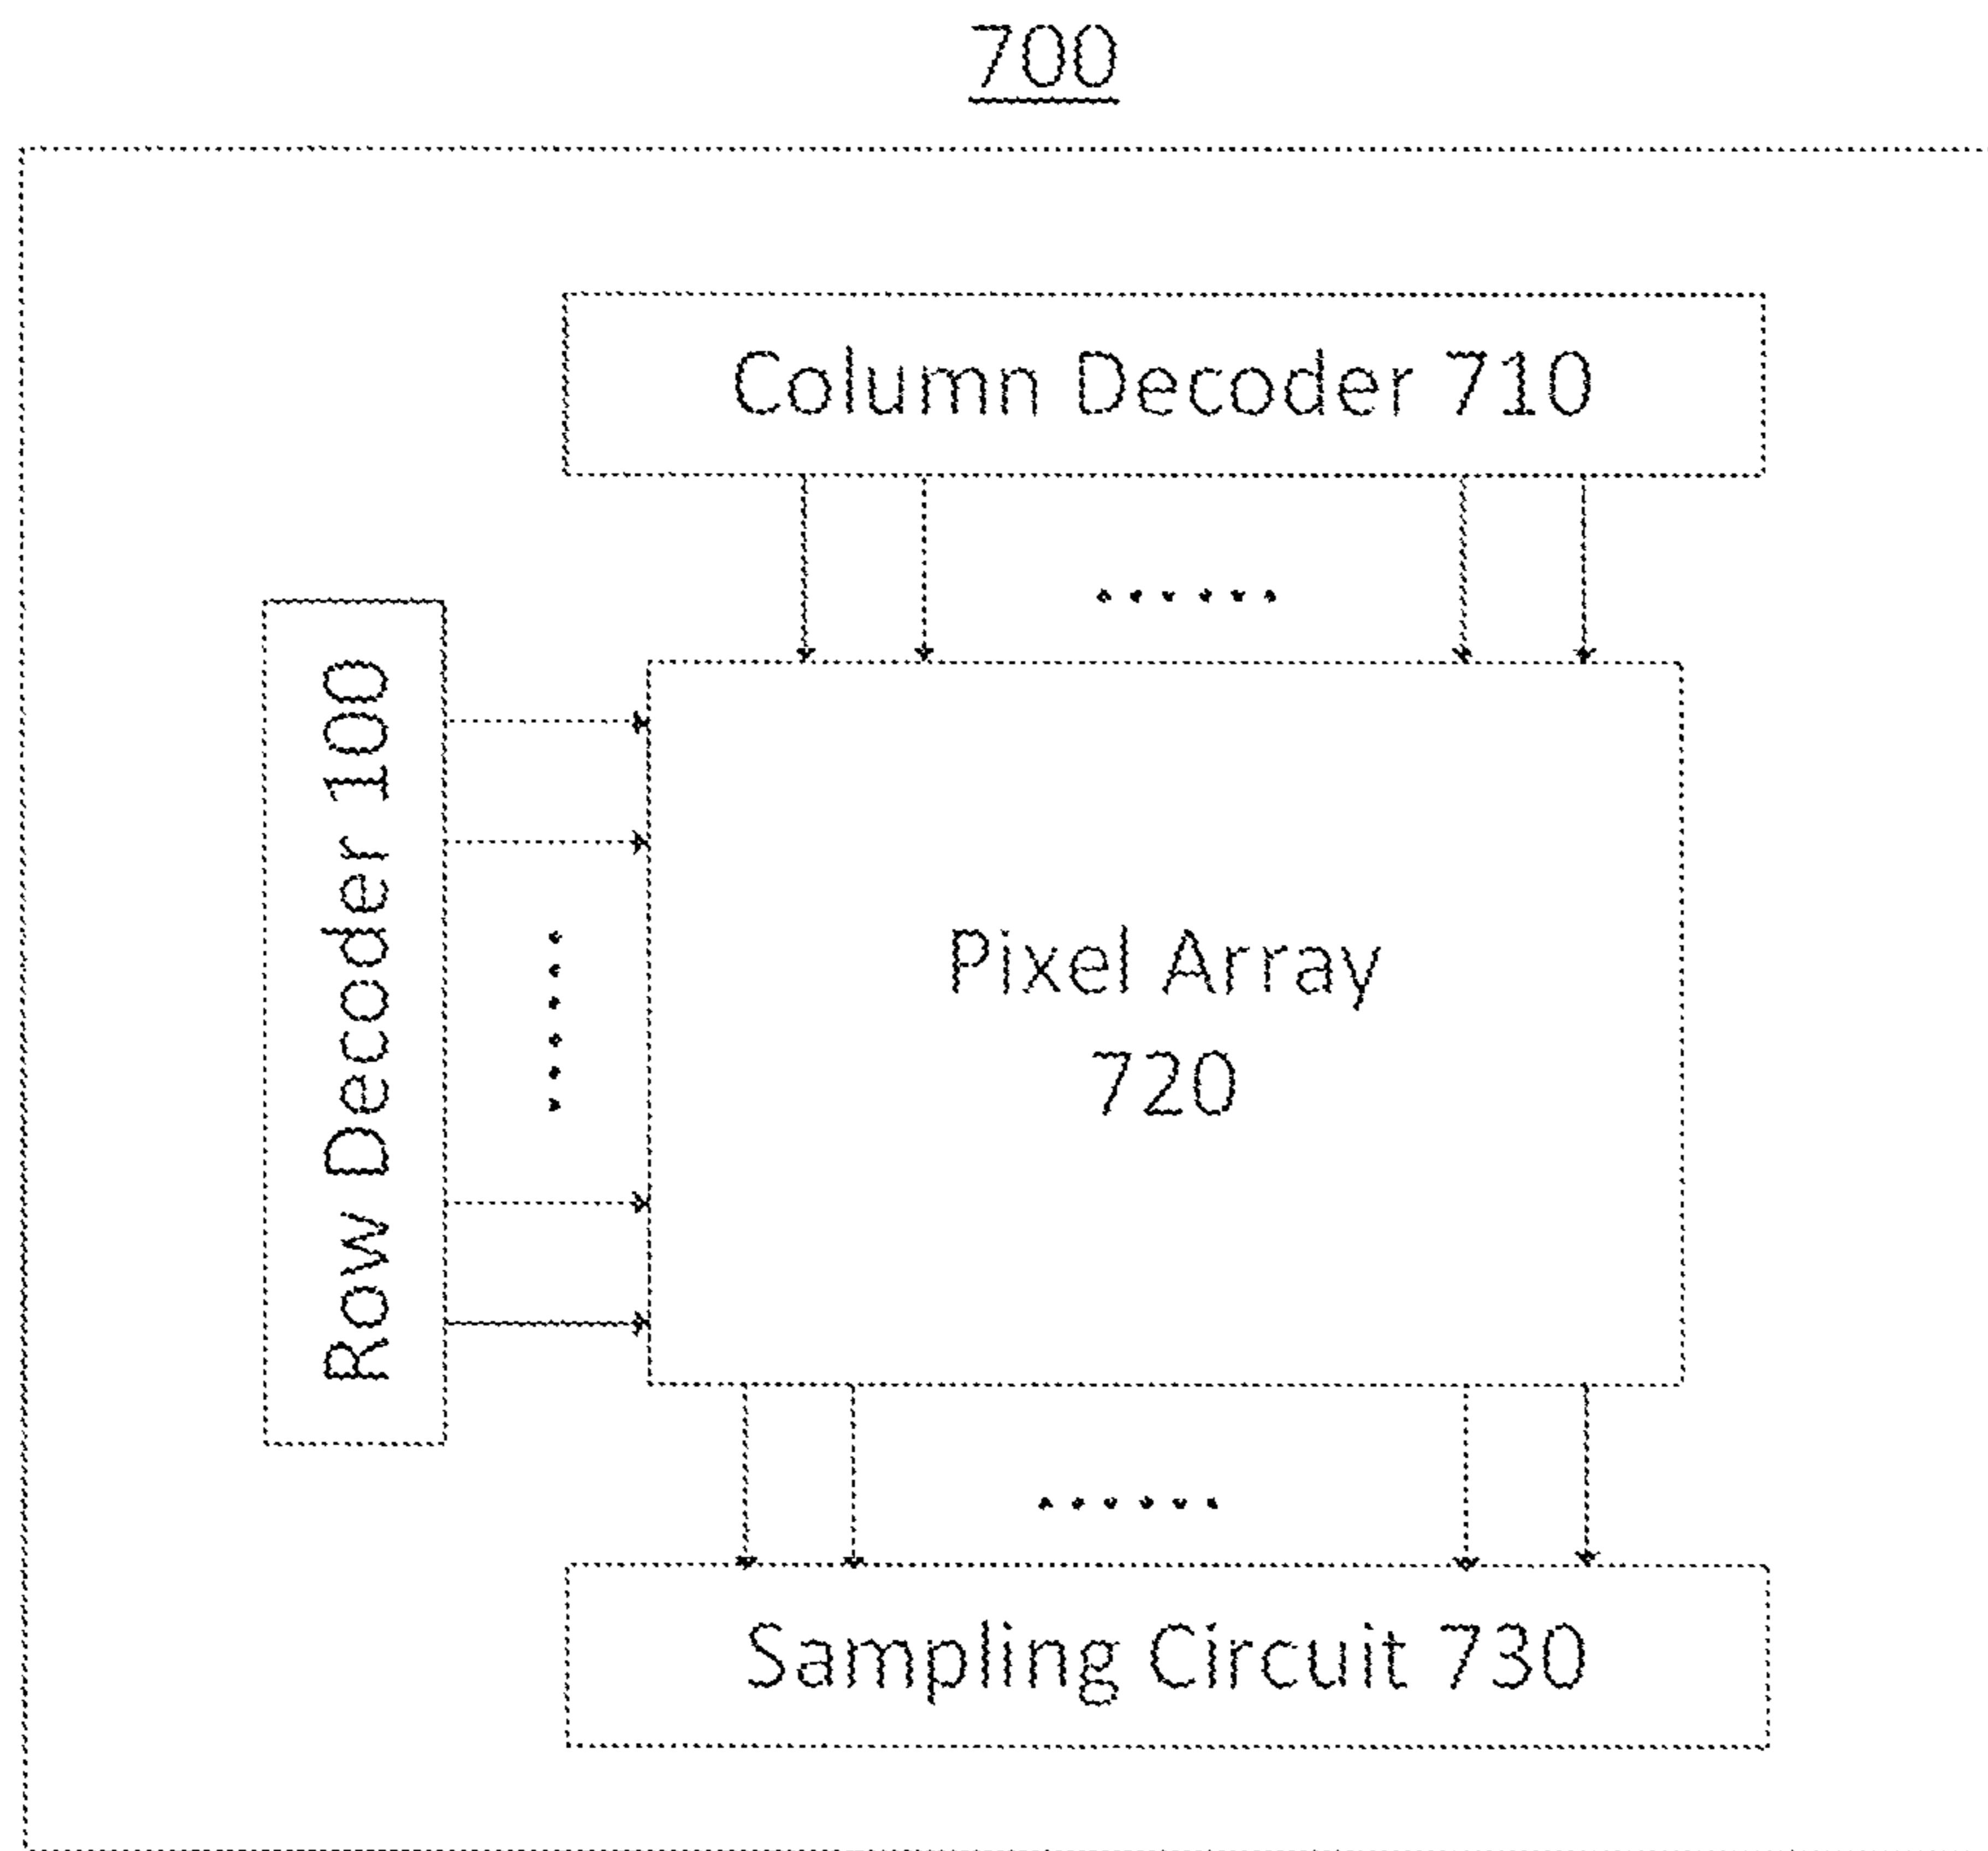 700
Column Decoder 710
Row Decoder 100
Pixel Array
720
Sampling Circuit 730